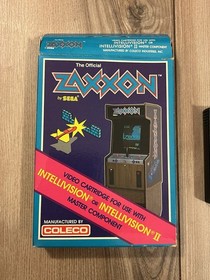 The Official
ZAXXON
by SEGA
VIDEO CARTRIDGE FOR USE WITH
INTELLIVISION OR INTELLIVISION II
MASTER COMPONENT
MANUFACTURED BY
COLECO